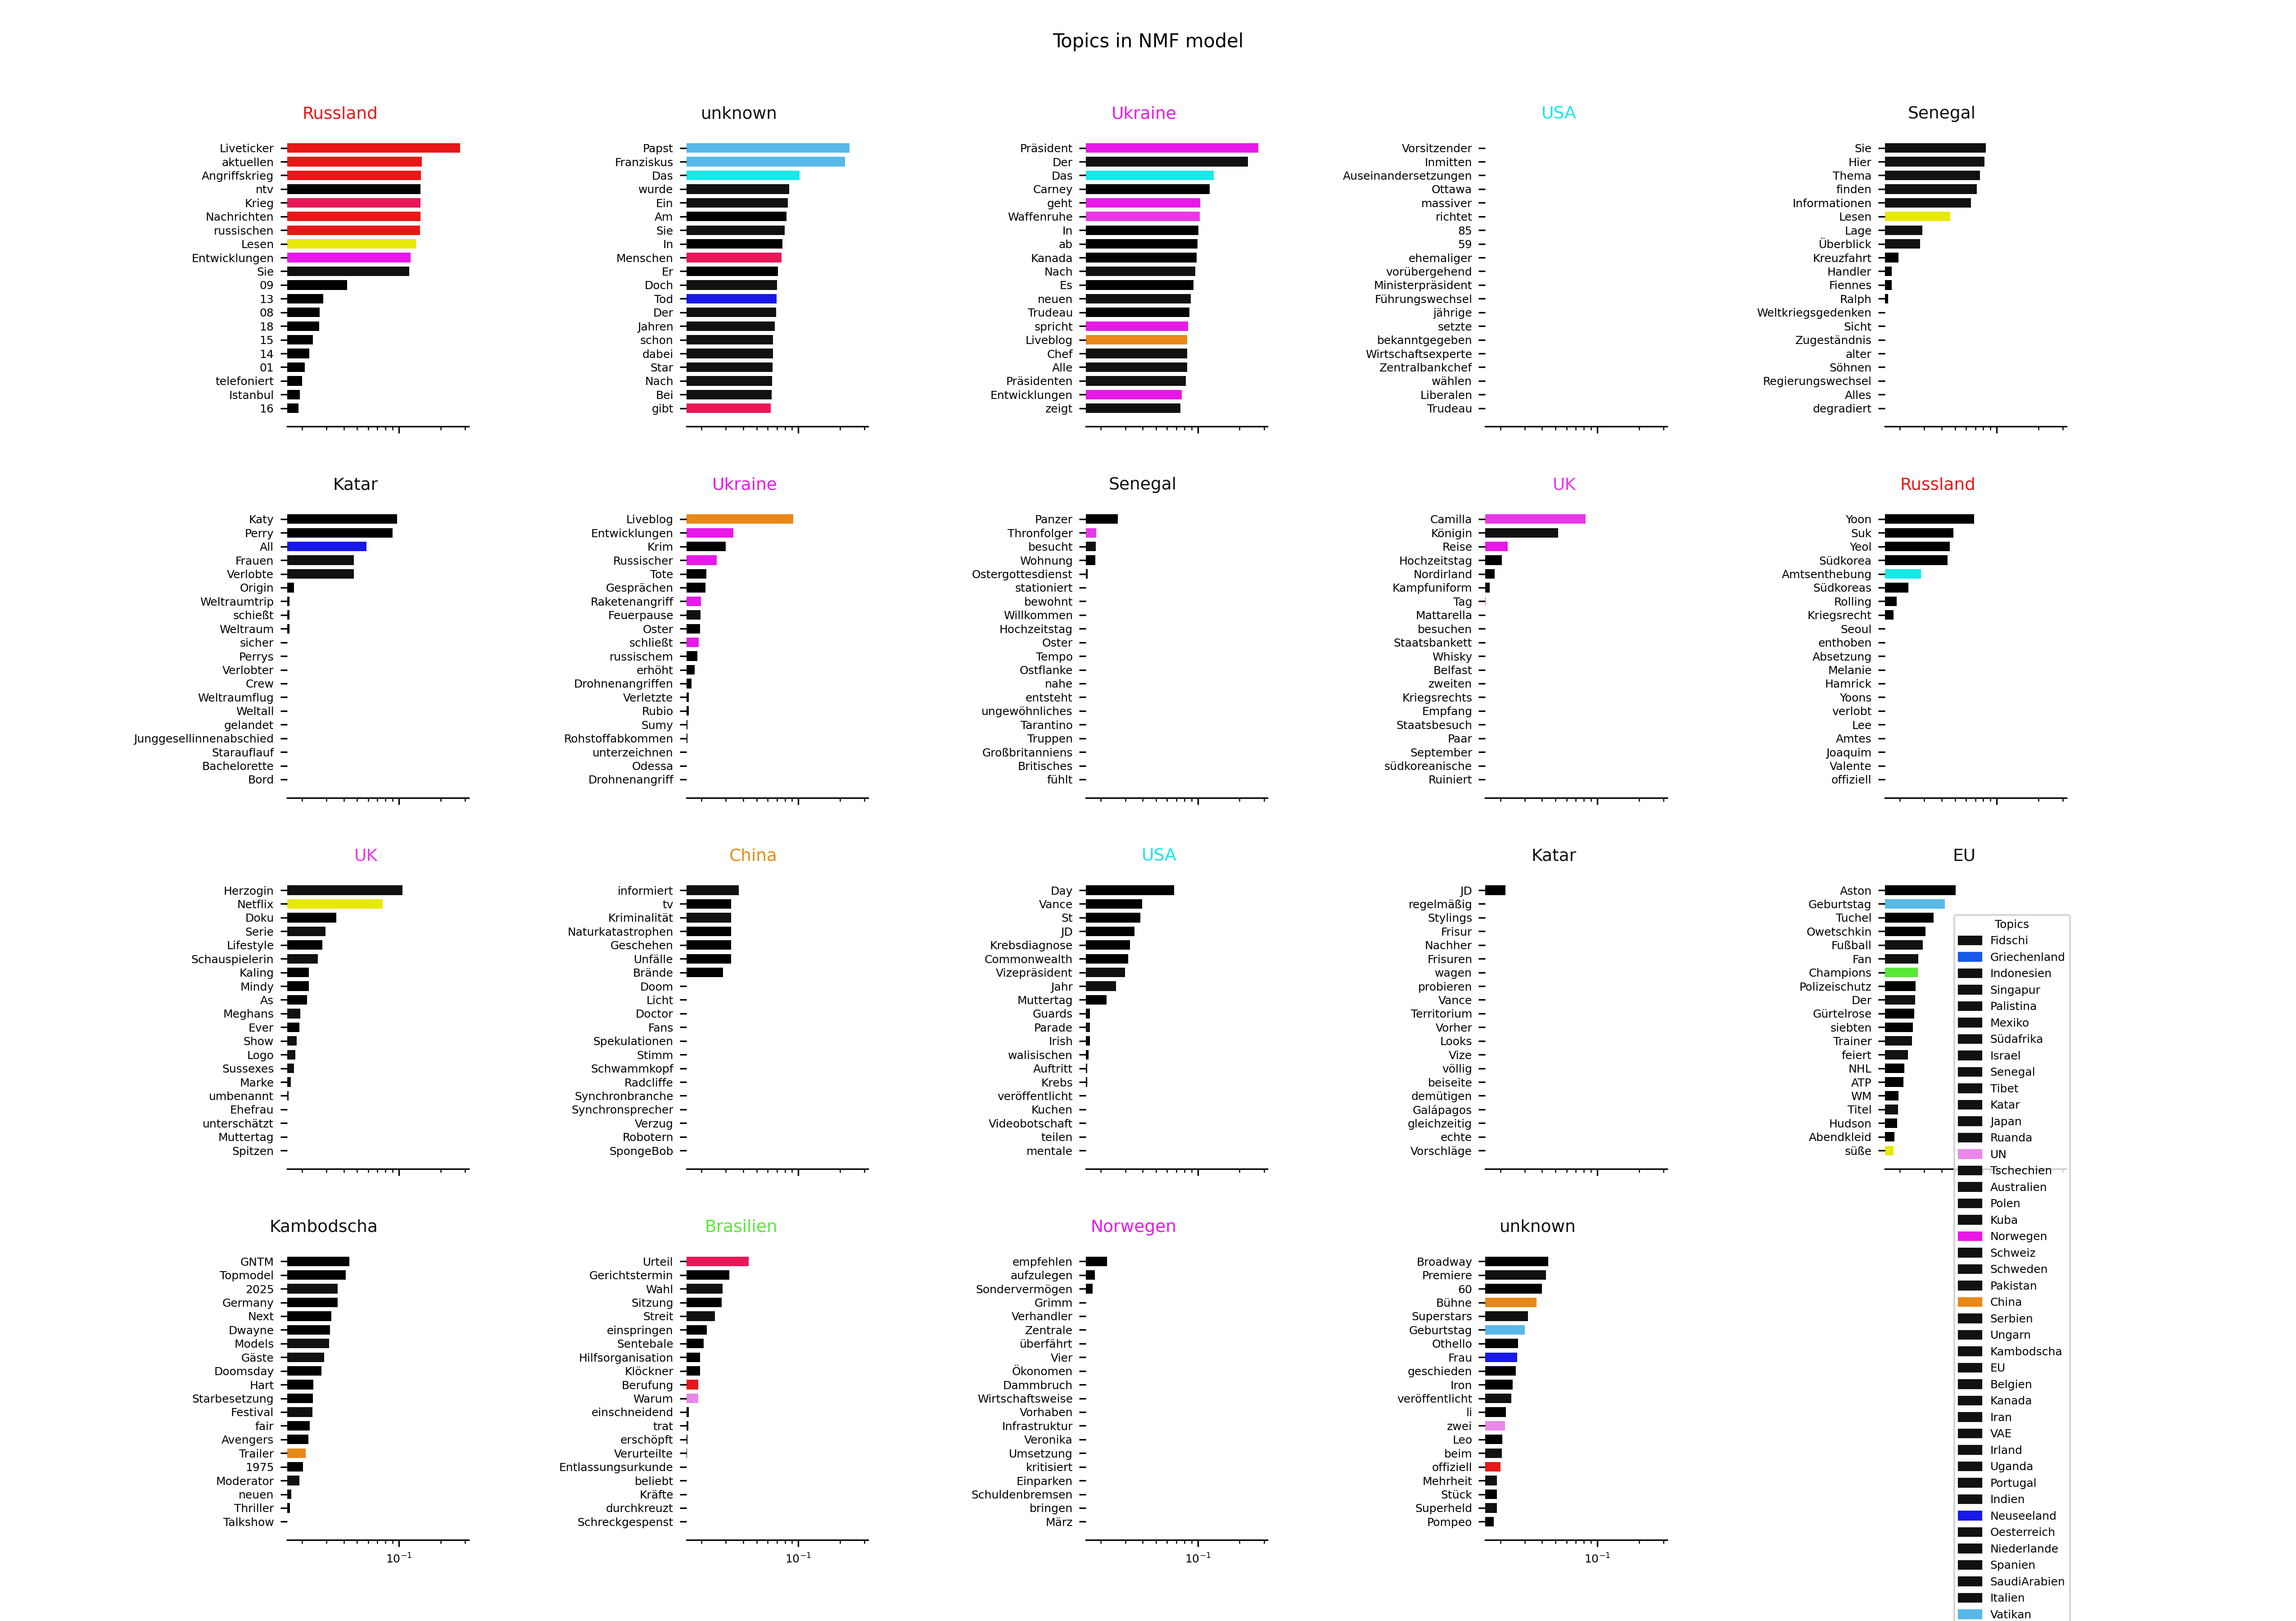 Topics in NMF model
Russland
Liveticker
aktuellen
Angriffskrieg
ntv
Krieg
Nachrichten
russischen
Lesen
Entwicklungen
Sie
09
13
08
18
15
14
01
telefoniert
Istanbul
16
unknown
Papst
Franziskus
Das
wurde
Ein
Am
Sie
In
Menschen
Er
Doch
Tod
Der
Jahren
schon
dabei
Star
Nach
Bei
gibt
Ukraine
Präsident
Der
Das
Carney
geht
Waffenruhe
In
ab
Kanada
Nach
Es
neuen
Trudeau
spricht
Liveblog
Chef
Alle
Präsidenten
Entwicklungen
zeigt
USA
Vorsitzender
Inmitten
Auseinandersetzungen
Ottawa
massiver
richtet
85
59
ehemaliger
vorübergehend
Ministerpräsident
Führungswechsel
jährige
setzte
bekanntgegeben
Wirtschaftsexperte
Zentralbankchef
wählen
Liberalen
Trudeau
Senegal
Sie
Hier
Thema
finden
Informationen
Lesen
Lage
Überblick
Kreuzfahrt
Handler
Fiennes
Ralph
Weltkriegsgedenken
Sicht
Zugeständnis
alter
Söhnen
Regierungswechsel
Alles
degradiert
Katar
Katy
Perry
All
Frauen
Verlobte
Origin
Weltraumtrip
schießt
Weltraum
sicher
Perrys
Verlobter
Crew
Weltraumflug
Weltall
gelandet
Junggesellinnenabschied
Starauflauf
Bachelorette
Bord
Ukraine
Liveblog
Entwicklungen
Krim
Russischer
Tote
Gesprächen
Raketenangriff
Feuerpause
Oster
schließt
russischem
erhöht
Drohnenangriffen
Verletzte
Rubio
Sumy
Rohstoffabkommen
unterzeichnen
Odessa
Drohnenangriff
Senegal
Panzer
Thronfolger
besucht
Wohnung
Ostergottesdienst
stationiert
bewohnt
Willkommen
Hochzeitstag
Oster
Tempo
Ostflanke
nahe
entsteht
ungewöhnliches
Tarantino
Truppen
Großbritanniens
Britisches
fühlt
UK
Camilla
Königin
Reise
Hochzeitstag
Nordirland
Kampfuniform
Tag
Mattarella
besuchen
Staatsbankett
Whisky
Belfast
zweiten
Kriegsrechts
Empfang
Staatsbesuch
Paar
September
südkoreanische
Ruiniert
Russland
Yoon
Suk
Yeol
Südkorea
Amtsenthebung
Südkoreas
Rolling
Kriegsrecht
Seoul
enthoben
Absetzung
Melanie
Hamrick
Yoons
verlobt
Lee
Amtes
Joaquim
Valente
offiziell
UK
Herzogin
Netflix
Doku
Serie
Lifestyle
Schauspielerin
Kaling
Mindy
As
Meghans
Ever
Show
Logo
Sussexes
Marke
umbenannt
Ehefrau
unterschätzt
Muttertag
Spitzen
China
informiert
tv
Kriminalität
Naturkatastrophen
Geschehen
Unfälle
Brände
Doom
Licht
Doctor
Fans
Spekulationen
Stimm
Schwammkopf
Radcliffe
Synchronbranche
Synchronsprecher
Verzug
Robotern
SpongeBob
USA
Day
Vance
St
JD
Krebsdiagnose
Commonwealth
Vizepräsident
Jahr
Muttertag
Guards
Parade
Irish
walisischen
Auftritt
Krebs
veröffentlicht
Kuchen
Videobotschaft
teilen
mentale
Katar
JD
regelmäßig
Stylings
Frisur
Nachher
Frisuren
wagen
probieren
Vance
Territorium
Vorher
Looks
Vize
völlig
beiseite
demütigen
Galápagos
gleichzeitig
echte
Vorschläge
EU
Aston
Geburtstag
Tuchel
Owetschkin
Fußball
Fan
Champions
Polizeischutz
Der
Gürtelrose
siebten
Trainer
feiert
NHL
ATP
WM
Titel
Hudson
Abendkleid
süße
Kambodscha
GNTM
Topmodel
2025
Germany
Next
Dwayne
Models
Gäste
Doomsday
Hart
Starbesetzung
Festival
fair
Avengers
Trailer
1975
Moderator
neuen
Thriller
Talkshow
10⁻¹
Brasilien
Urteil
Gerichtstermin
Wahl
Sitzung
Streit
einspringen
Sentebale
Hilfsorganisation
Klöckner
Berufung
Warum
einschneidend
trat
erschöpft
Verurteilte
Entlassungsurkunde
beliebt
Kräfte
durchkreuzt
Schreckgespenst
10⁻¹
Norwegen
empfehlen
aufzulegen
Sondervermögen
Grimm
Verhandler
Zentrale
überfährt
Vier
Ökonomen
Dammbruch
Wirtschaftsweise
Vorhaben
Infrastruktur
Veronika
Umsetzung
kritisiert
Einparken
Schuldenbremsen
bringen
März
10⁻¹
unknown
Broadway
Premiere
60
Bühne
Superstars
Geburtstag
Othello
Frau
geschieden
Iron
veröffentlicht
li
zwei
Leo
beim
offiziell
Mehrheit
Stück
Superheld
Pompeo
10⁻¹
Topics
Fidschi
Griechenland
Indonesien
Singapur
Palistina
Mexiko
Südafrika
Israel
Senegal
Tibet
Katar
Japan
Ruanda
UN
Tschechien
Australien
Polen
Kuba
Norwegen
Schweiz
Schweden
Pakistan
China
Serbien
Ungarn
Kambodscha
EU
Belgien
Kanada
Iran
VAE
Irland
Uganda
Portugal
Indien
Neuseeland
Oesterreich
Niederlande
Spanien
SaudiArabien
Italien
Vatikan